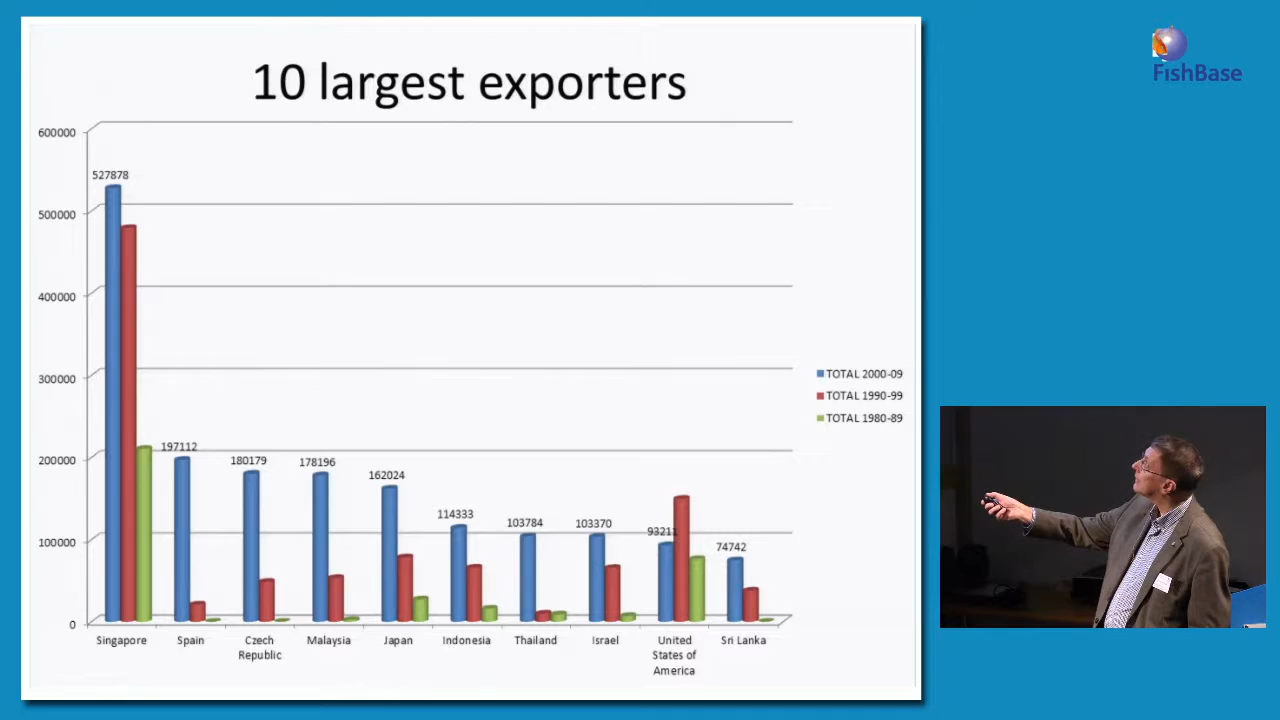 10 largest exporters
FishBase
600000
500000
400000
300000
200000
100000
0
527878
197112
180179
178196
162024
114333
103784
103370
93211
74742
TOTAL 2000-09
TOTAL 1990-99
TOTAL 1980-89
Singapore
Spain
Czech Republic
Malaysia
Japan
Indonesia
Thailand
Israel
United States of America
Sri Lanka